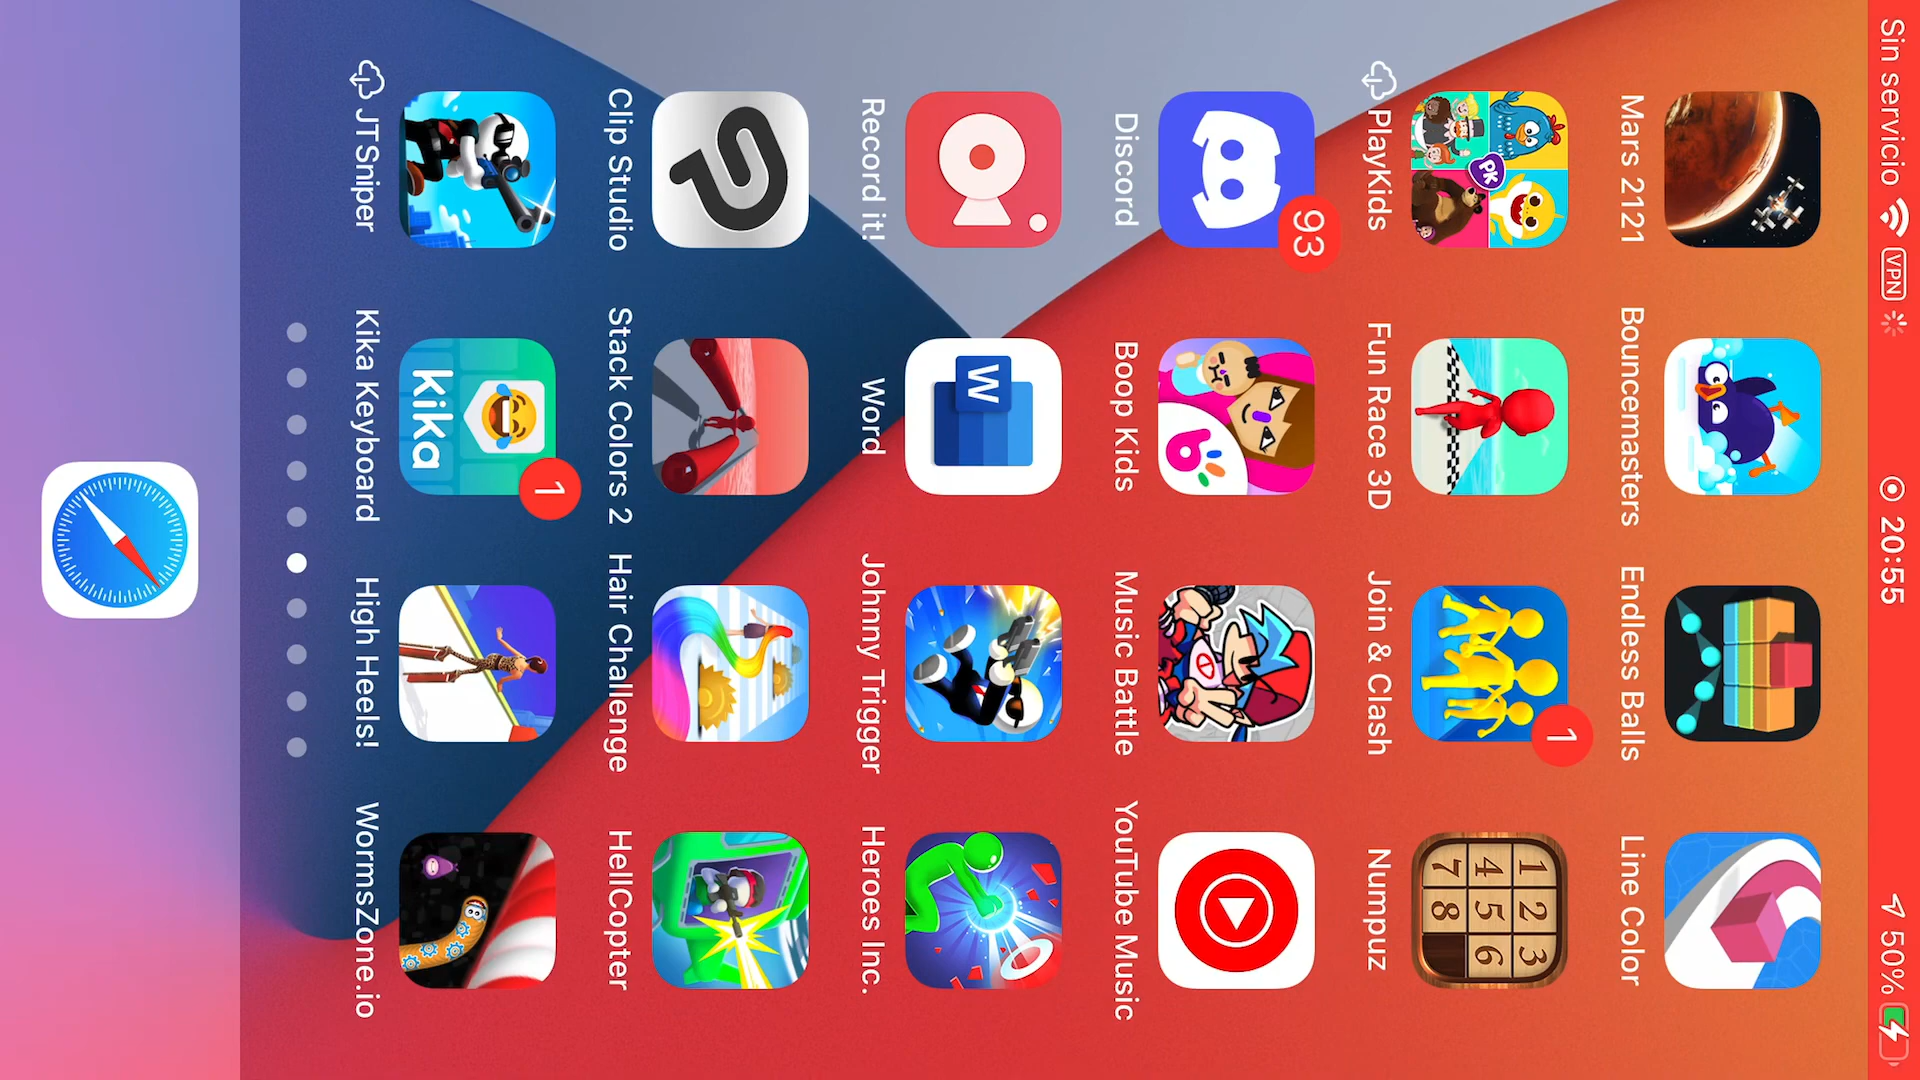 Sin servicio VPN 20:55 50%
Mars 2121 Bouncemasters Endless Balls Line Color
PK
1 2 3
4 5 6
7 8
1
PlayKids Fun Race 3D Join & Clash Numpuz
93
Discord Boop Kids Music Battle YouTube Music
W
Record it! Word Johnny Trigger Heroes Inc.
Clip Studio Stack Colors 2 Hair Challenge HellCopter
1
kika
JTSniper Kika Keyboard High Heels! WormsZone.io